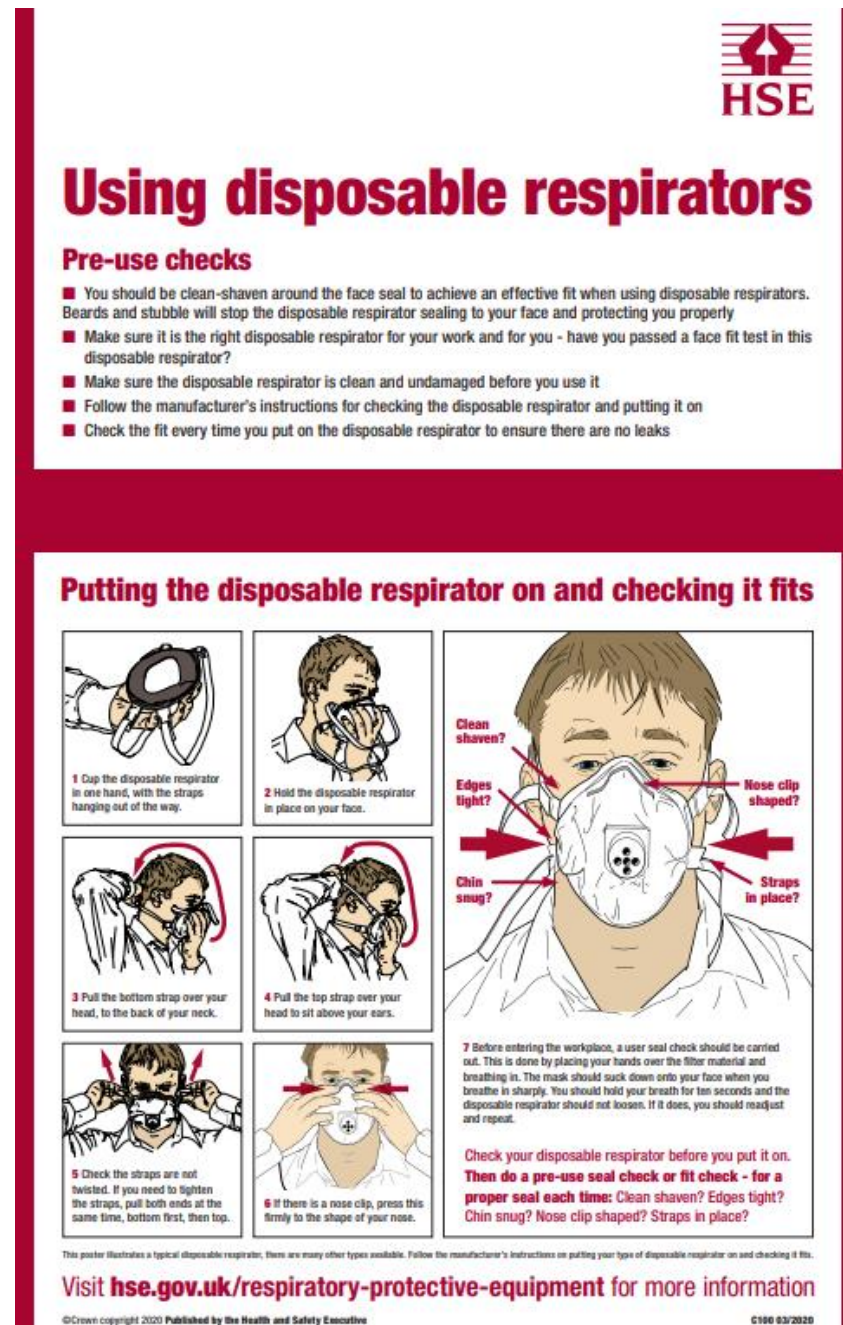 HSE
Using disposable respirators
Pre-use checks
■ You should be clean-shaven around the face seal to achieve an effective fit when using disposable respirators.
Beards and stubble will stop the disposable respirator sealing to your face and protecting you properly
■ Make sure it is the right disposable respirator for your work and for you - have you passed a face fit test in this
disposable respirator?
■ Make sure the disposable respirator is clean and undamaged before you use it
■ Follow the manufacturer's instructions for checking the disposable respirator and putting it on
■ Check the fit every time you put on the disposable respirator to ensure there are no leaks
Putting the disposable respirator on and checking it fits
1 Cup the disposable respirator
in one hand, with the straps
hanging out of the way.
2 Hold the disposable respirator
in place on your face.
3 Pull the bottom strap over your
head, to the back of your neck.
4 Pull the top strap over your
head to sit above your ears.
5 Check the straps are not
twisted. If you need to tighten
the straps, pull both ends at the
same time, bottom first, then top.
6 If there is a nose clip, press this
firmly to the shape of your nose.
Clean
shaven?
Edges
tight?
Chin
snug?
Nose clip
shaped?
Straps
in place?
7 Before entering the workplace, a user seal check should be carried
out. This is done by placing your hands over the filter material and
breathing in. The mask should suck down onto your face when you
breathe in sharply. You should hold your breath for ten seconds and the
disposable respirator should not loosen. If it does, you should readjust
and repeat.
Check your disposable respirator before you put it on.
Then do a pre-use seal check or fit check - for a
proper seal each time: Clean shaven? Edges tight?
Chin snug? Nose clip shaped? Straps in place?
This poster illustrates a typical disposable respirator, there are many other types available. Follow the manufacturer's instructions on putting your type of disposable respirator on and checking it fits.
Visit hse.gov.uk/respiratory-protective-equipment for more information
©Crown copyright 2020 Published by the Health and Safety Executive
C100 03/2020